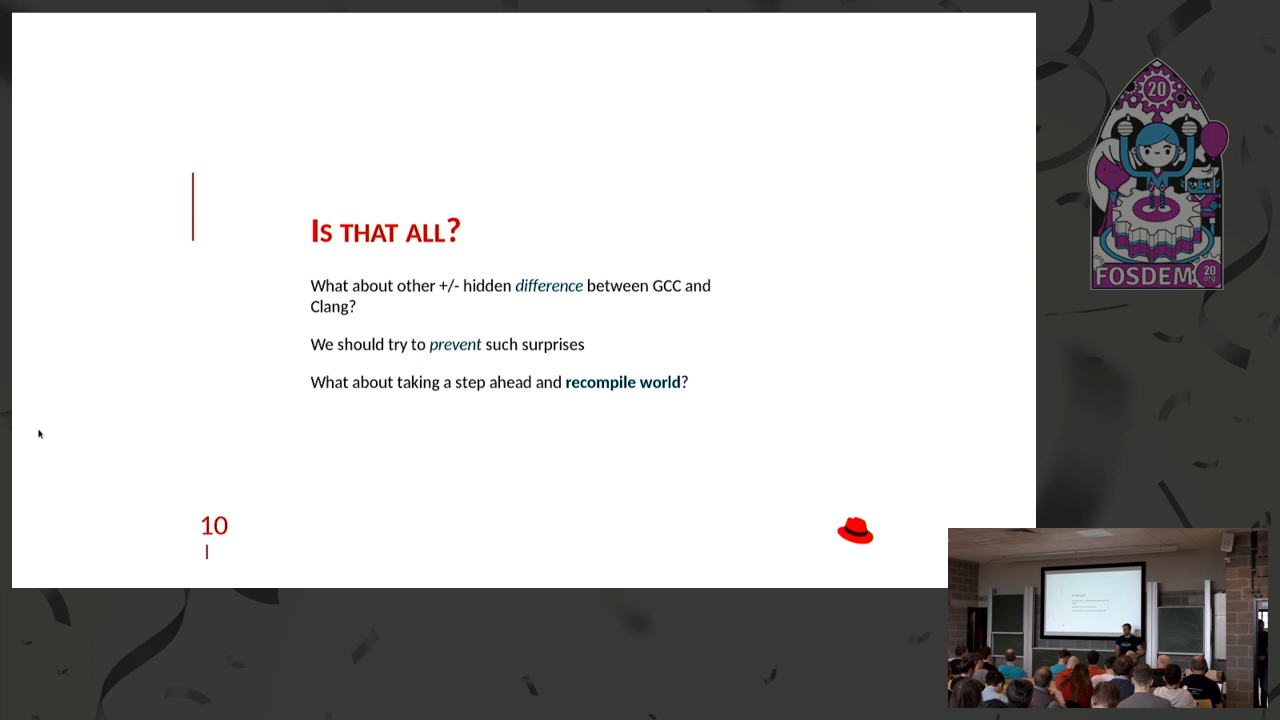 Is that all?
What about other +/- hidden difference between GCC and
Clang?
We should try to prevent such surprises
What about taking a step ahead and recompile world?
10
20
FOSDEM
20
org